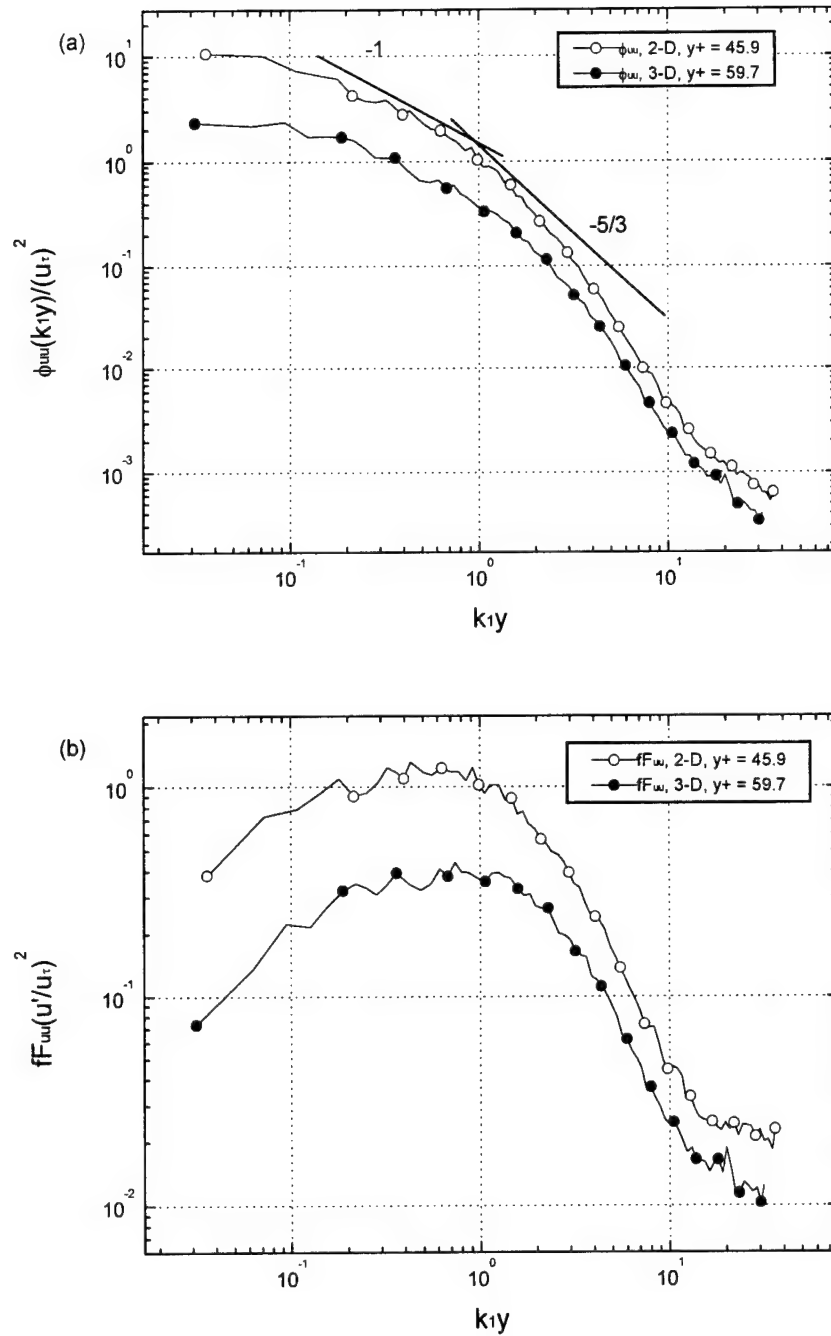 (a)
-1
ϕuu, 2-D, y+ = 45.9
ϕuu, 3-D, y+ = 59.7
-5/3
ϕuu(k1y)/(uτ)²
10¹
10⁰
10⁻¹
10⁻²
10⁻³
10⁻¹ 10⁰ 10¹
k1y
(b)
fFuu, 2-D, y+ = 45.9
fFuu, 3-D, y+ = 59.7
fFuu(u'/uτ)²
10⁰
10⁻¹
10⁻²
10⁻¹ 10⁰ 10¹
k1y